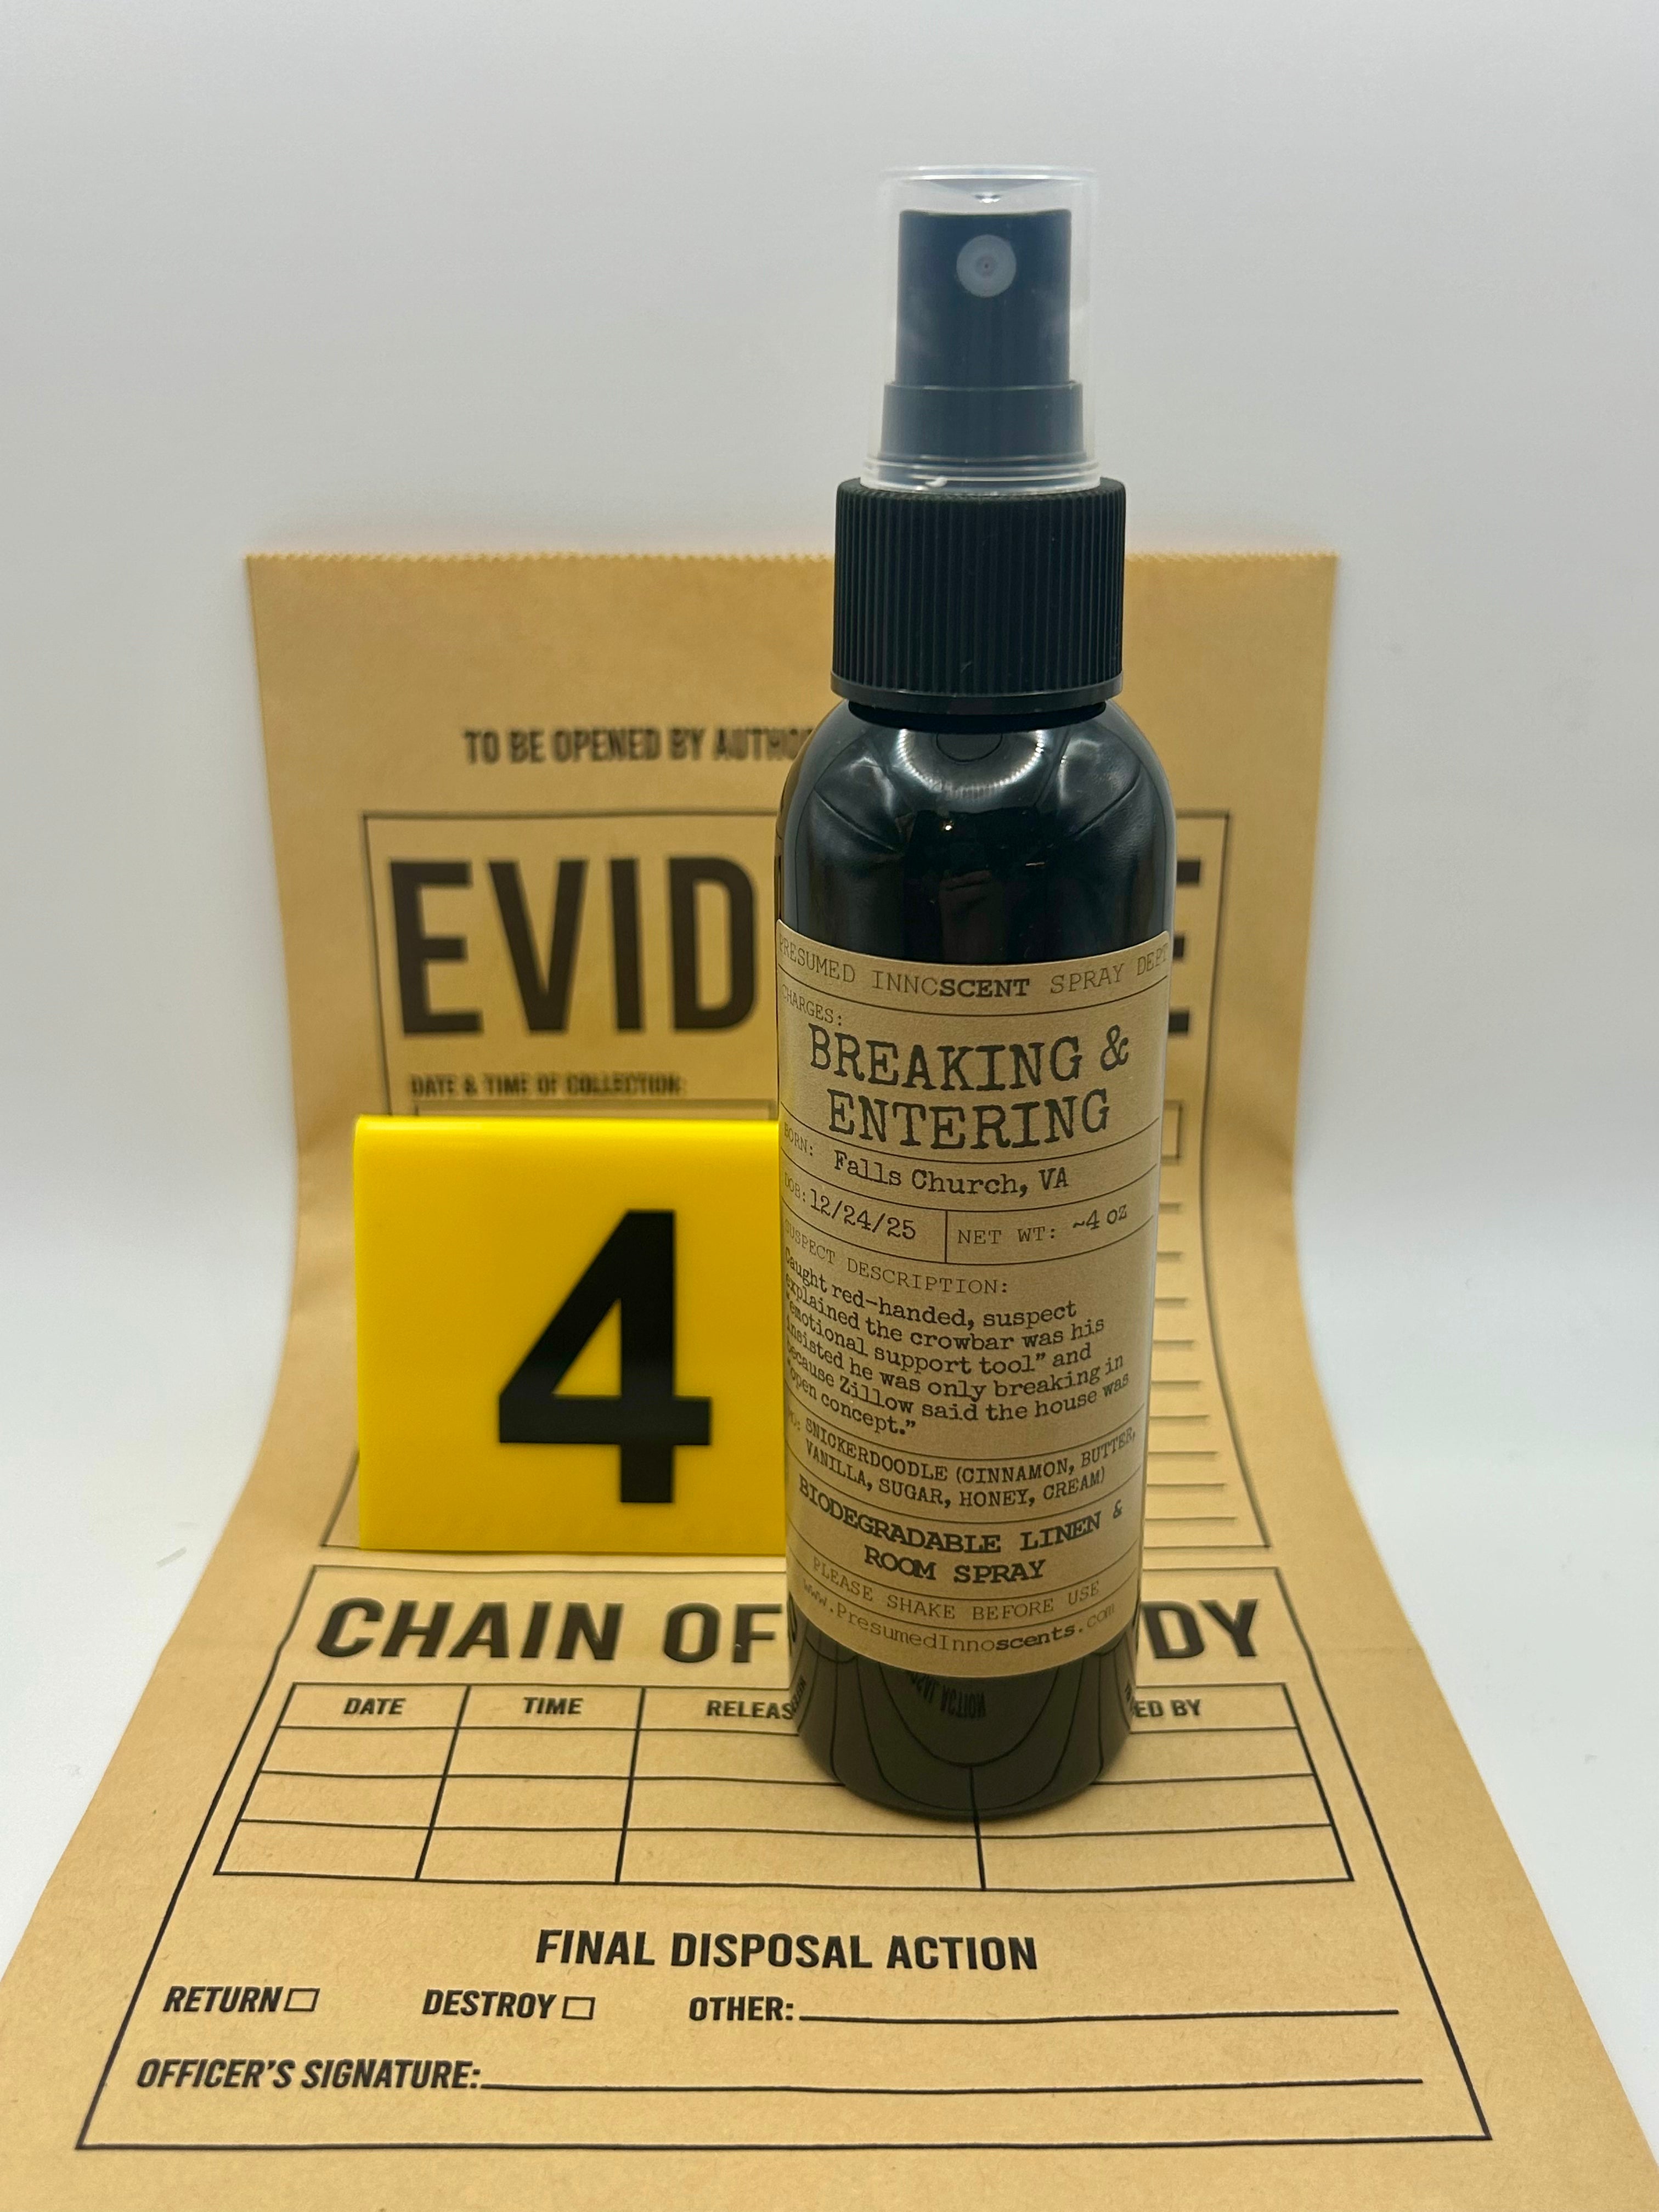 TO BE OPENED BY
EVID E
DATE & TIME OF COLLECTION:
4
PRESUMED INNOSCENT SPRAY DEPT
CHARGES:
BREAKING &
ENTERING
BORN: Falls Church, VA
DOB: 12/24/25 NET WT: ~4 oz
SUSPECT DESCRIPTION:
Caught red-handed, suspect
explained the crowbar was his
"emotional support tool" and
insisted he was only breaking in
because Zillow said the house was
"open concept."
SNICKERDOODLE (CINNAMON, BUTTER,
VANILLA, SUGAR, HONEY, CREAM)
BIODEGRADABLE LINEN &
ROOM SPRAY
PLEASE SHAKE BEFORE USE
www.PresumedInnoscents.com
CHAIN OF DY
DATE TIME RELEAS ED BY
FINAL DISPOSAL ACTION
RETURN DESTROY OTHER:
OFFICER'S SIGNATURE: